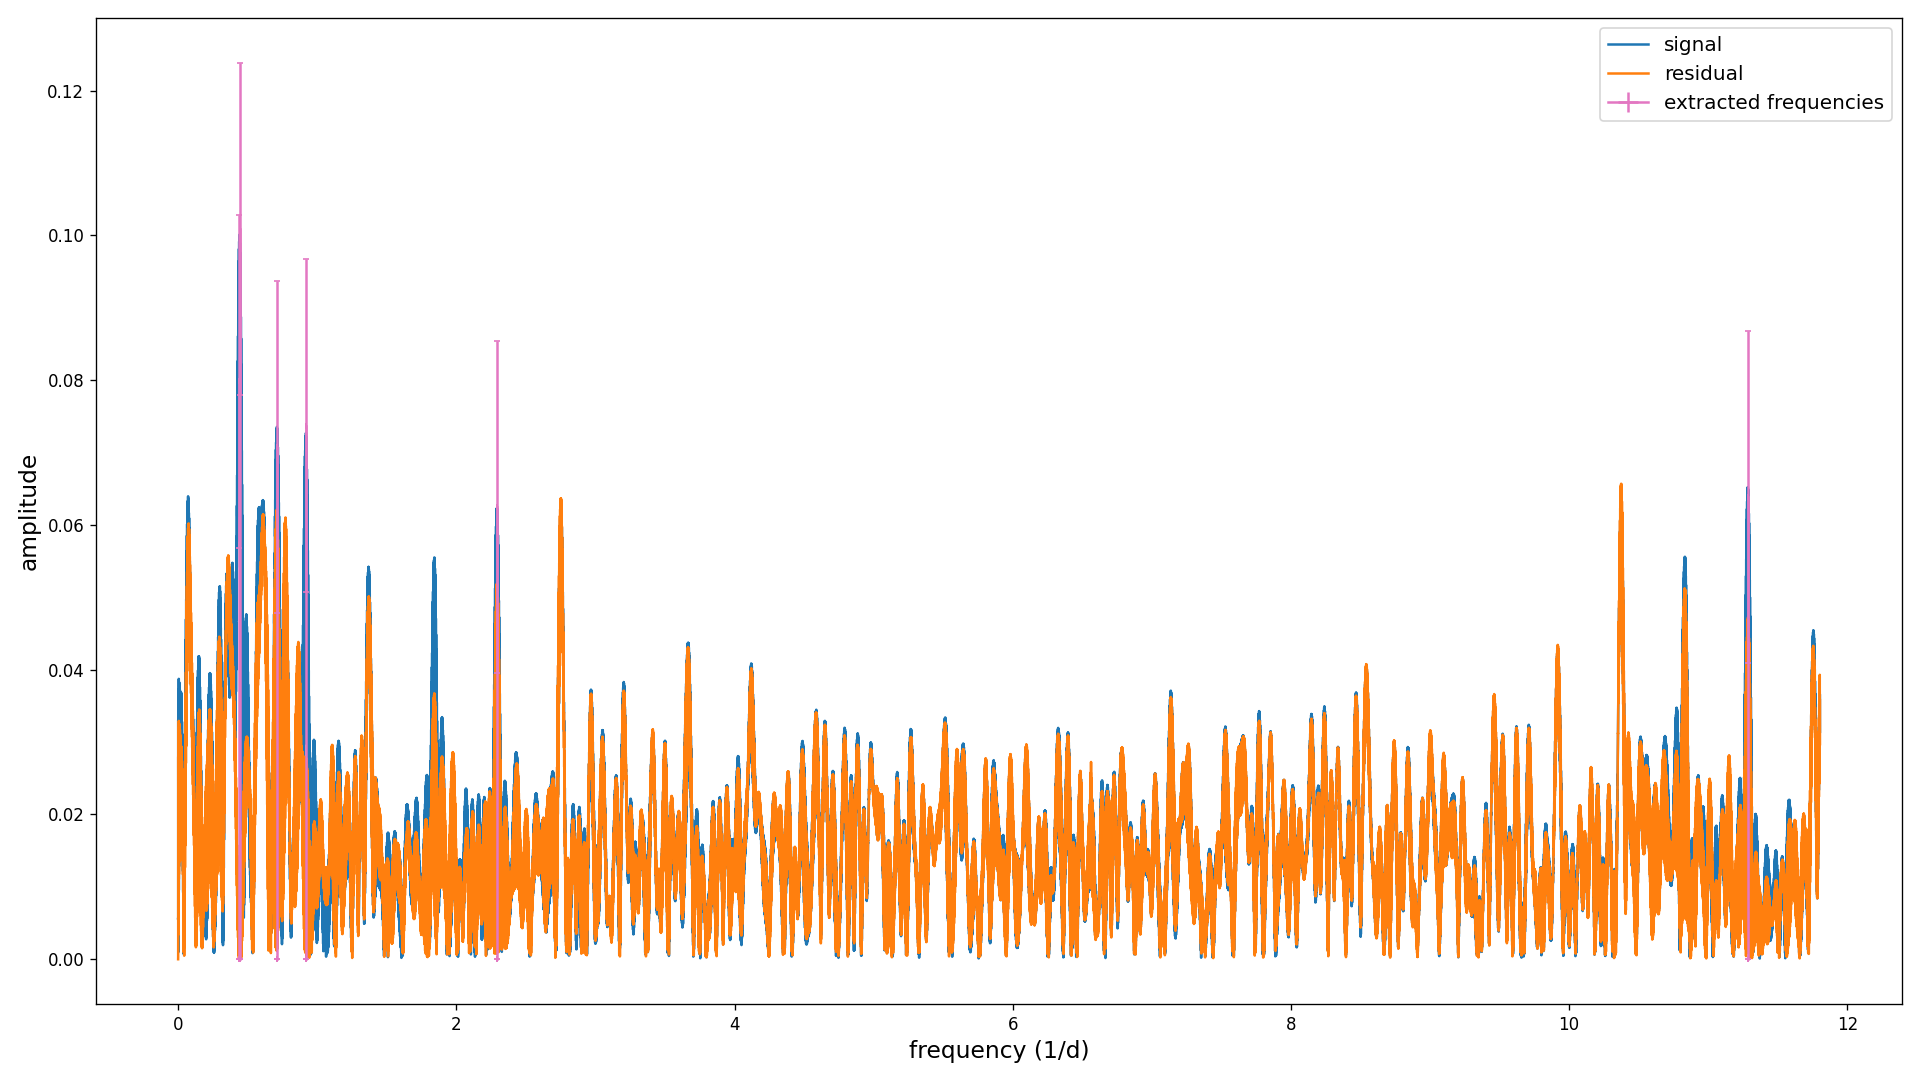 signal
residual
extracted frequencies
0.12
0.10
0.08
0.06
0.04
0.02
0.00
amplitude
0 2 4 6 8 10 12
frequency (1/d)